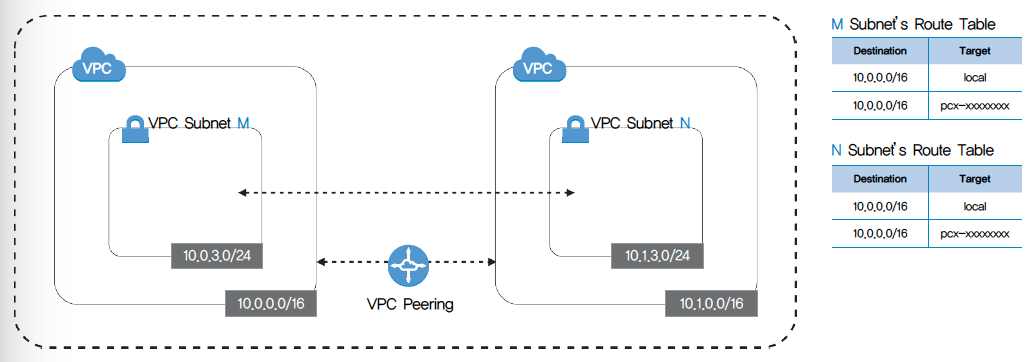 VPC
VPC Subnet M
10.0.3.0/24
10.0.0.0/16
VPC Peering
VPC
VPC Subnet N
10.1.3.0/24
10.1.0.0/16
M Subnet's Route Table
Destination Target
10.0.0.0/16 local
10.0.0.0/16 pcx-xxxxxxxx
N Subnet's Route Table
Destination Target
10.0.0.0/16 local
10.0.0.0/16 pcx-xxxxxxxx